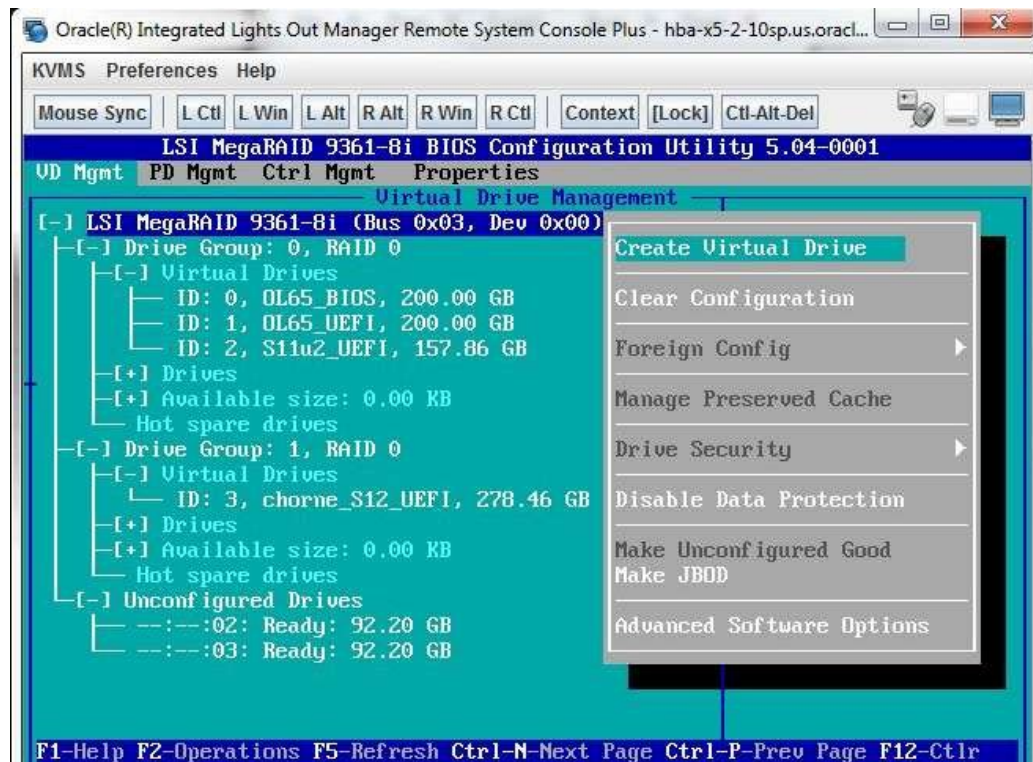 Oracle(R) Integrated Lights Out Manager Remote System Console Plus - hba-x5-2-10sp.us.oracl...
KVMS Preferences Help
Mouse Sync L Ctl L Win L Alt R Alt R Win R Ctl Context [Lock] Ctl-Alt-Del
LSI MegaRAID 9361-8i BIOS Configuration Utility 5.04-0001
VD Mgmt PD Mgmt Ctrl Mgmt Properties
Virtual Drive Management
[-] LSI MegaRAID 9361-8i (Bus 0x03, Dev 0x00)
[-] Drive Group: 0, RAID 0
[-] Virtual Drives
ID: 0, OL65_BIOS, 200.00 GB
ID: 1, OL65_UEFI, 200.00 GB
ID: 2, S11u2_UEFI, 157.86 GB
[+] Drives
[+] Available size: 0.00 KB
Hot spare drives
[-] Drive Group: 1, RAID 0
[-] Virtual Drives
ID: 3, chorne_S12_UEFI, 278.46 GB
[+] Drives
[+] Available size: 0.00 KB
Hot spare drives
[-] Unconfigured Drives
--:--:02: Ready: 92.20 GB
--:--:03: Ready: 92.20 GB
Create Virtual Drive
Clear Configuration
Foreign Config
Manage Preserved Cache
Drive Security
Disable Data Protection
Make Unconfigured Good
Make JBOD
Advanced Software Options
F1-Help F2-Operations F5-Refresh Ctrl-N-Next Page Ctrl-P-Prev Page F12-Ctlr